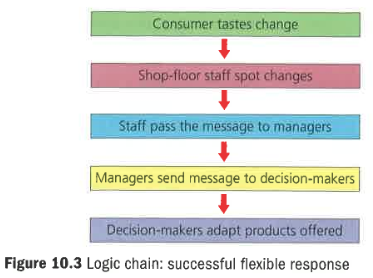 Consumer tastes change
Shop-floor staff spot changes
Staff pass the message to managers
Managers send message to decision-makers
Decision-makers adapt products offered
Figure 10.3 Logic chain: successful flexible response